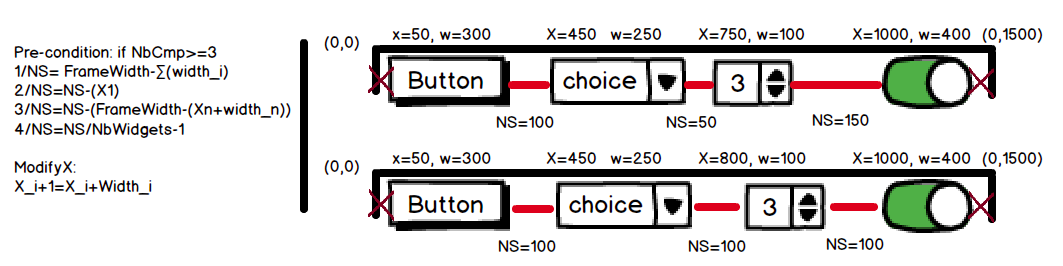 Pre-condition: if NbCmp>=3
1/NS= FrameWidth-∑(width_i)
2/NS=NS-(X1)
3/NS=NS-(FrameWidth-(Xn+width_n))
4/NS=NS/NbWidgets-1
ModifyX:
X_i+1=X_i+Width_i
x=50, w=300 X=450 w=250 X=750, w=100 X=1000, w=400 (0,1500)
(0,0)
Button choice 3
NS=100 NS=50 NS=150
x=50, w=300 X=450 w=250 X=800, w=100 X=1000, w=400 (0,1500)
(0,0)
Button choice 3
NS=100 NS=100 NS=100